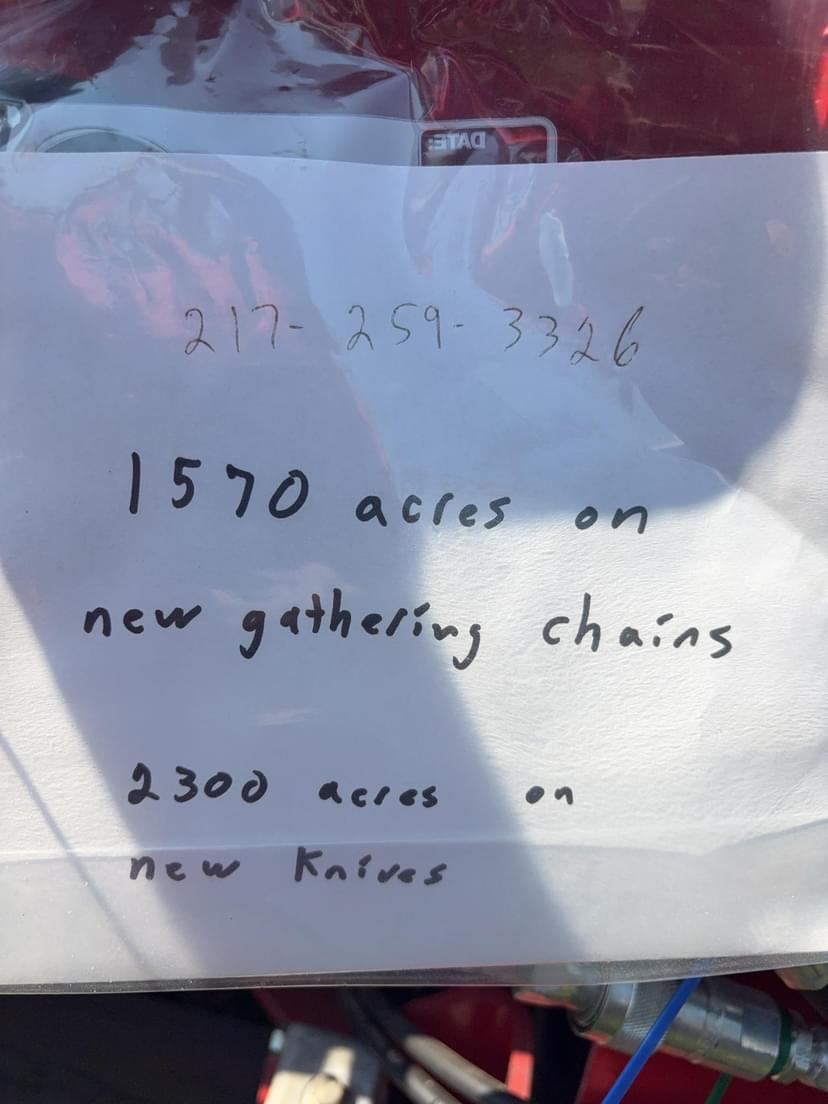 DATE:
217-259-3326
1570 acres on
new gathering chains
2300 acres on
new Knives